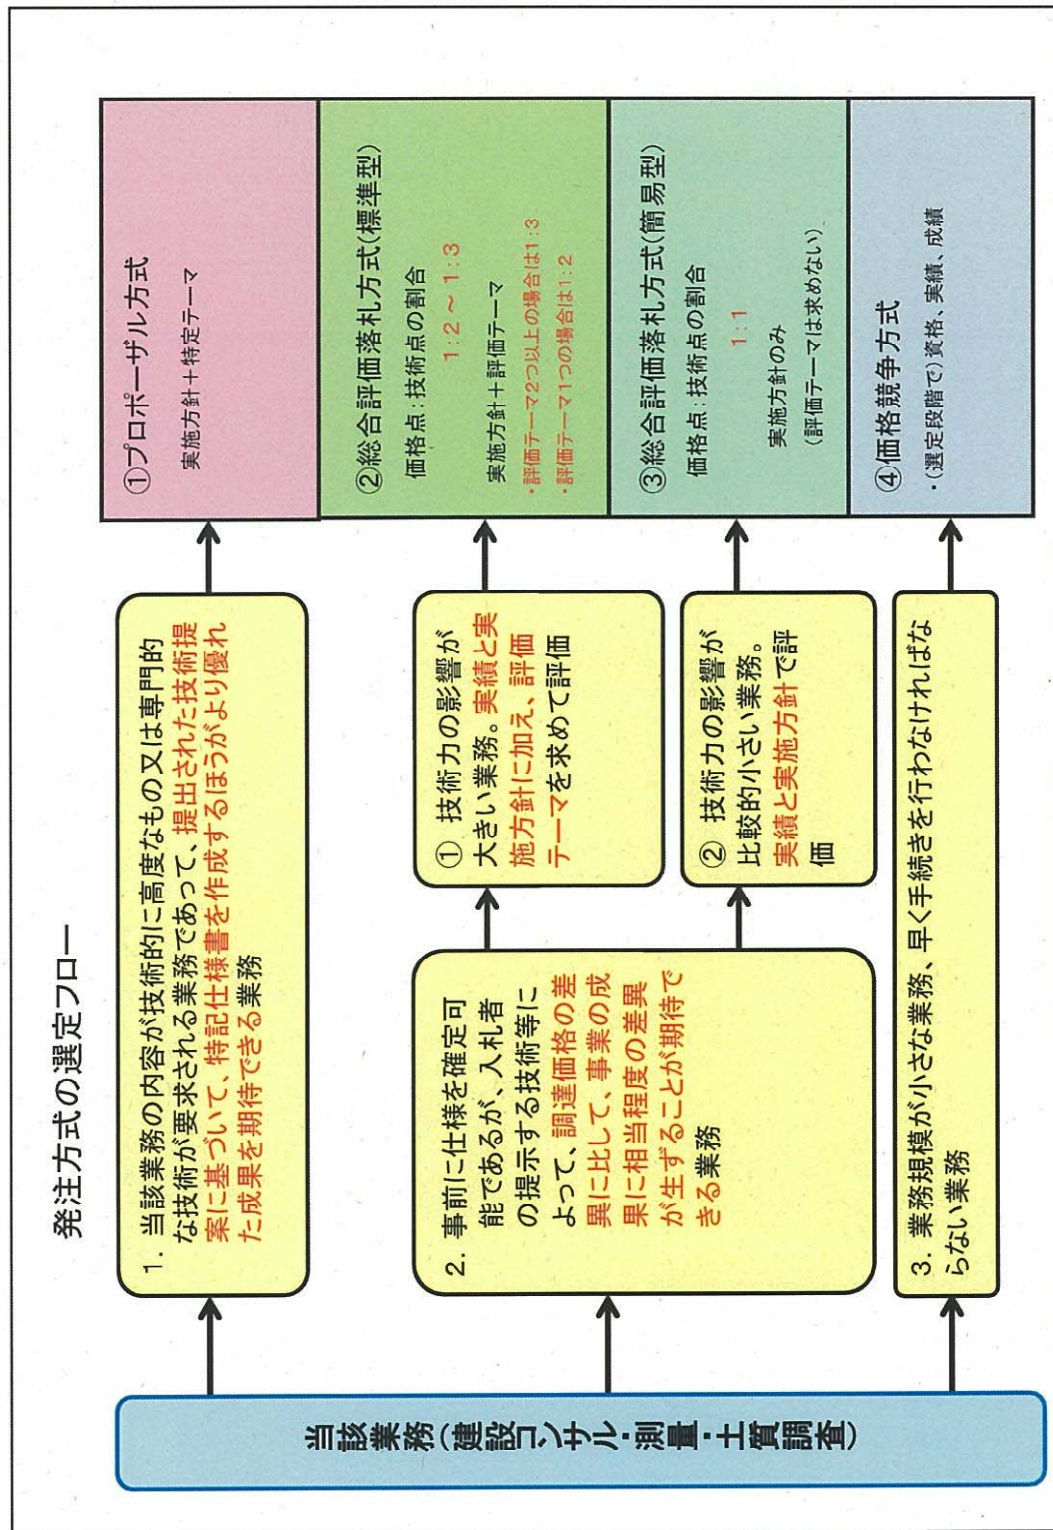 発注方式の選定フロー
当該業務(建設コンサル・測量・土質調査)
1. 当該業務の内容が技術的に高度なもの又は専門的
な技術が要求される業務であって、提出された技術提
案に基づいて、特記仕様書を作成するほうがより優れ
た成果を期待できる業務
①プロポーザル方式
実施方針＋特定テーマ
2. 事前に仕様を確定可
能であるが、入札者
の提示する技術等に
よって、調達価格の差
異に比して、事業の成
果に相当程度の差異
が生ずることが期待で
きる業務
① 技術力の影響が
大きい業務。実績と実
施方針に加え、評価
テーマを求めて評価
②総合評価落札方式(標準型)
価格点：技術点の割合
1：2～1：3
実施方針＋評価テーマ
・評価テーマ2つ以上の場合は1：3
・評価テーマ1つの場合は1：2
② 技術力の影響が
比較的小さい業務。
実績と実施方針で評
価
③総合評価落札方式(簡易型)
価格点：技術点の割合
1：1
実施方針のみ
(評価テーマは求めない)
3. 業務規模が小さな業務、早く手続きを行わなければな
らない業務
④価格競争方式
・(選定段階で)資格、実績、成績